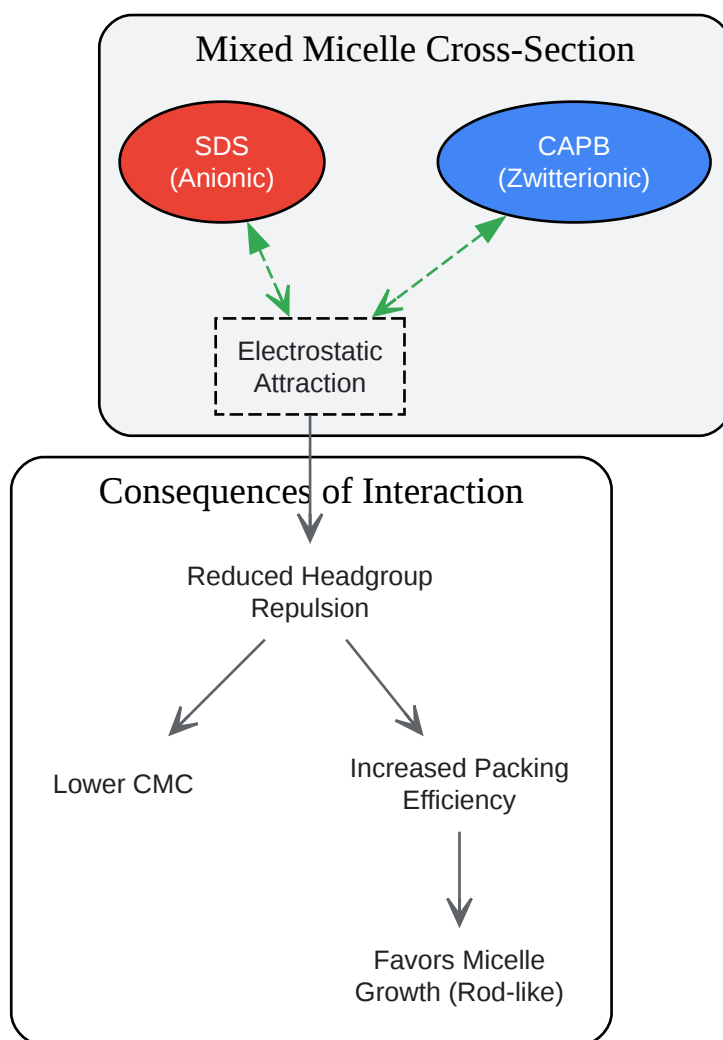 Mixed Micelle Cross-Section
SDS
(Anionic)
CAPB
(Zwitterionic)
Electrostatic
Attraction
Consequences of Interaction
Reduced Headgroup
Repulsion
Lower CMC
Increased Packing
Efficiency
Favors Micelle
Growth (Rod-like)